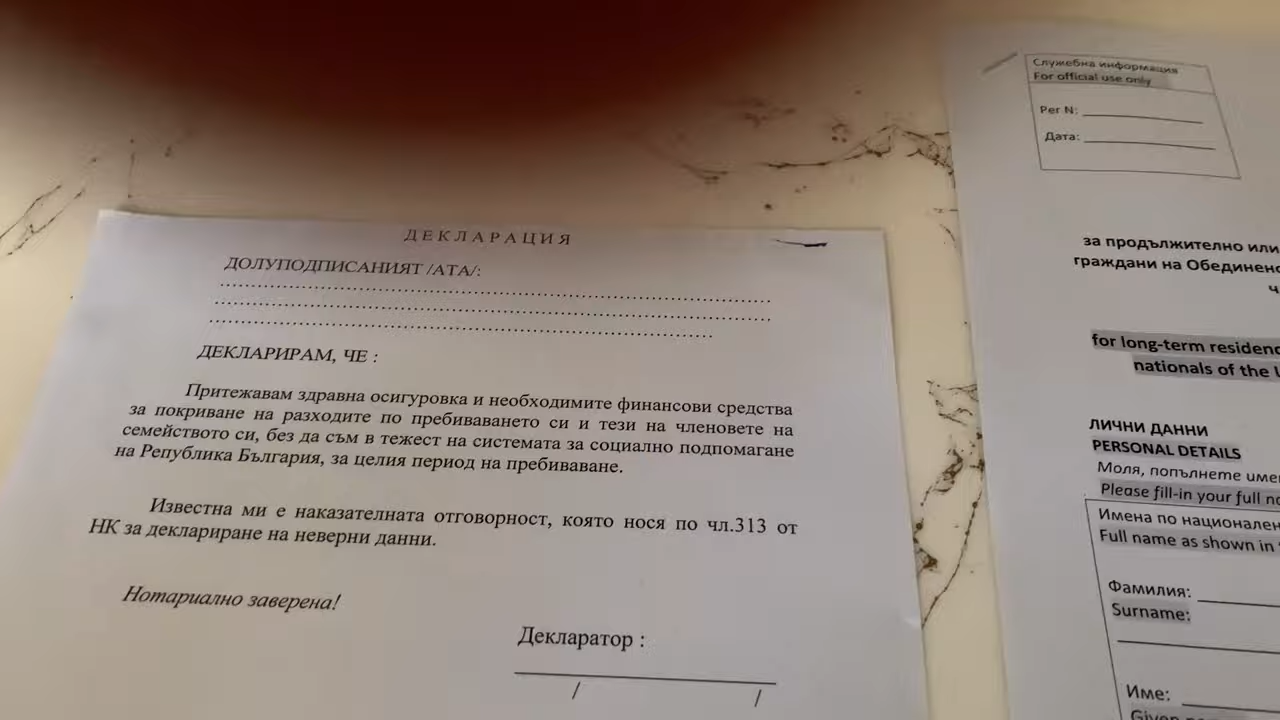 ДЕКЛАРАЦИЯ
ДОЛУПОДПИСАНИЯТ /АТА/:
ДЕКЛАРИРАМ, ЧЕ :
Притежавам здравна осигуровка и необходимите финансови средства
за покриване на разходите по пребиваването си и тези на членовете на
семейството си, без да съм в тежест на системата за социално подпомагане
на Република България, за целия период на пребиваване.
Известна ми е наказателната отговорност, която нося по чл.313 от
НК за деклариране на неверни данни.
Нотариално заверена!
Декларатор :
/ /
Служебна информация
For official use only
Рег N:
Дата:
за продължително или
граждани на Обединено
for long-term residenc
nationals of the U
ЛИЧНИ ДАННИ
PERSONAL DETAILS
Моля, попълнете име
Please fill-in your full n
Имена по национален
Full name as shown in
Фамилия:
Surname:
Име:
Given